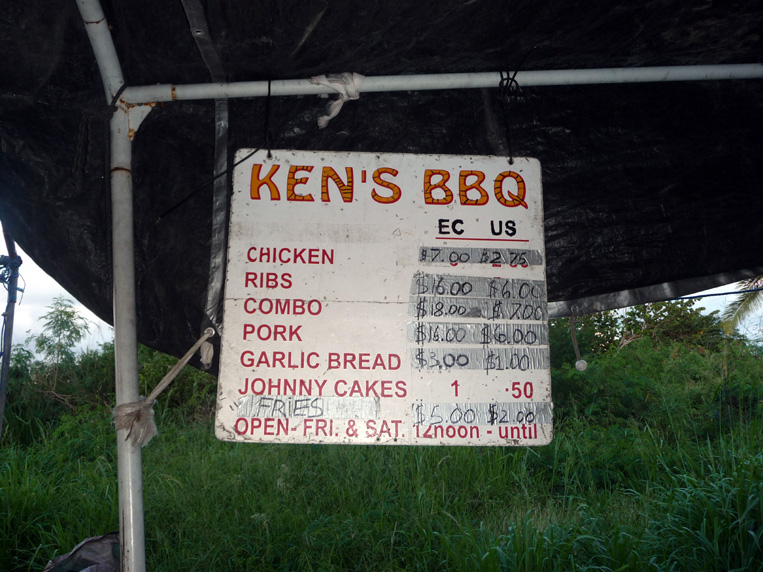 KEN'S BBQ
EC US
CHICKEN $7.00 $2.75
RIBS $16.00 $6.00
COMBO $18.00 $7.00
PORK $16.00 $6.00
GARLIC BREAD $3.00 $1.00
JOHNNY CAKES 1 .50
"FRIES $5.00 $2.00
OPEN- FRI. & SAT. 12noon - until